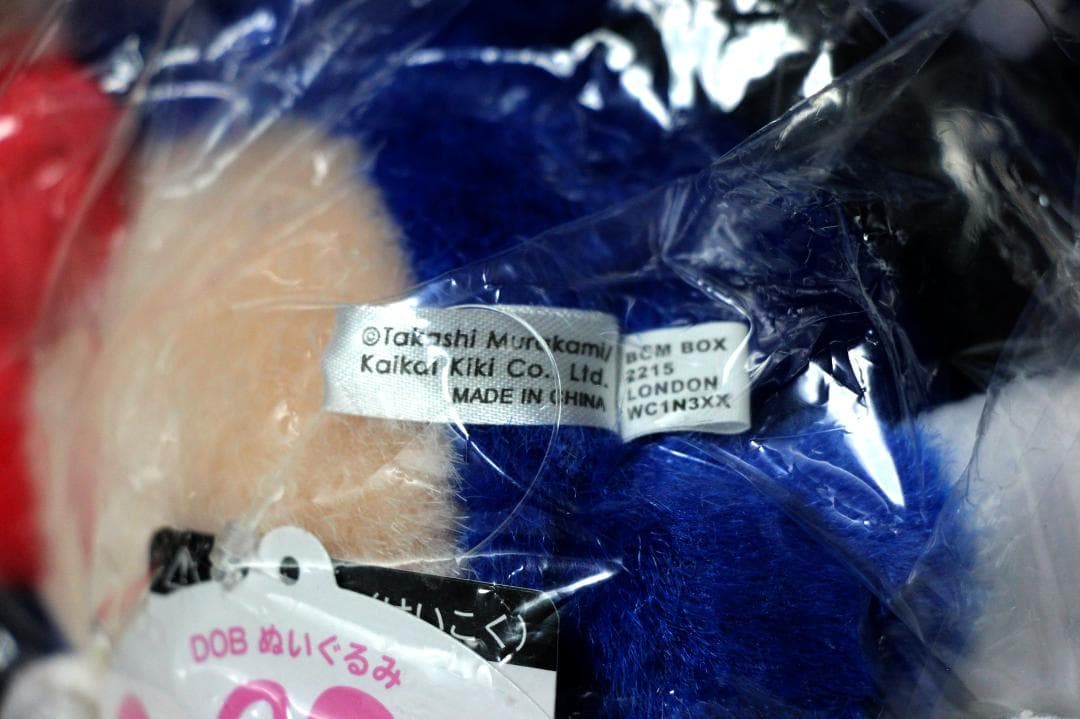 ©Takashi Murakami/
Kaikai Kiki Co., Ltd.
MADE IN CHINA
BCM BOX
2215
LONDON
WC1N3XX
DOB ぬいぐるみ